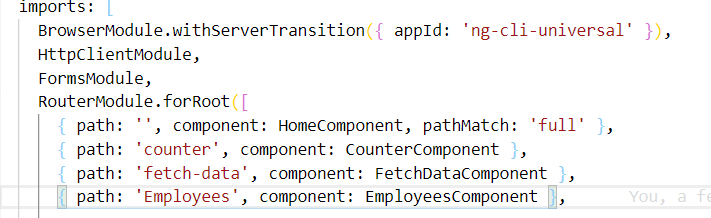 imports: [
BrowserModule.withServerTransition({ appId: 'ng-cli-universal' }),
HttpClientModule,
FormsModule,
RouterModule.forRoot([
{ path: '', component: HomeComponent, pathMatch: 'full' },
{ path: 'counter', component: CounterComponent },
{ path: 'fetch-data', component: FetchDataComponent },
{ path: 'Employees', component: EmployeesComponent }, You, a fe